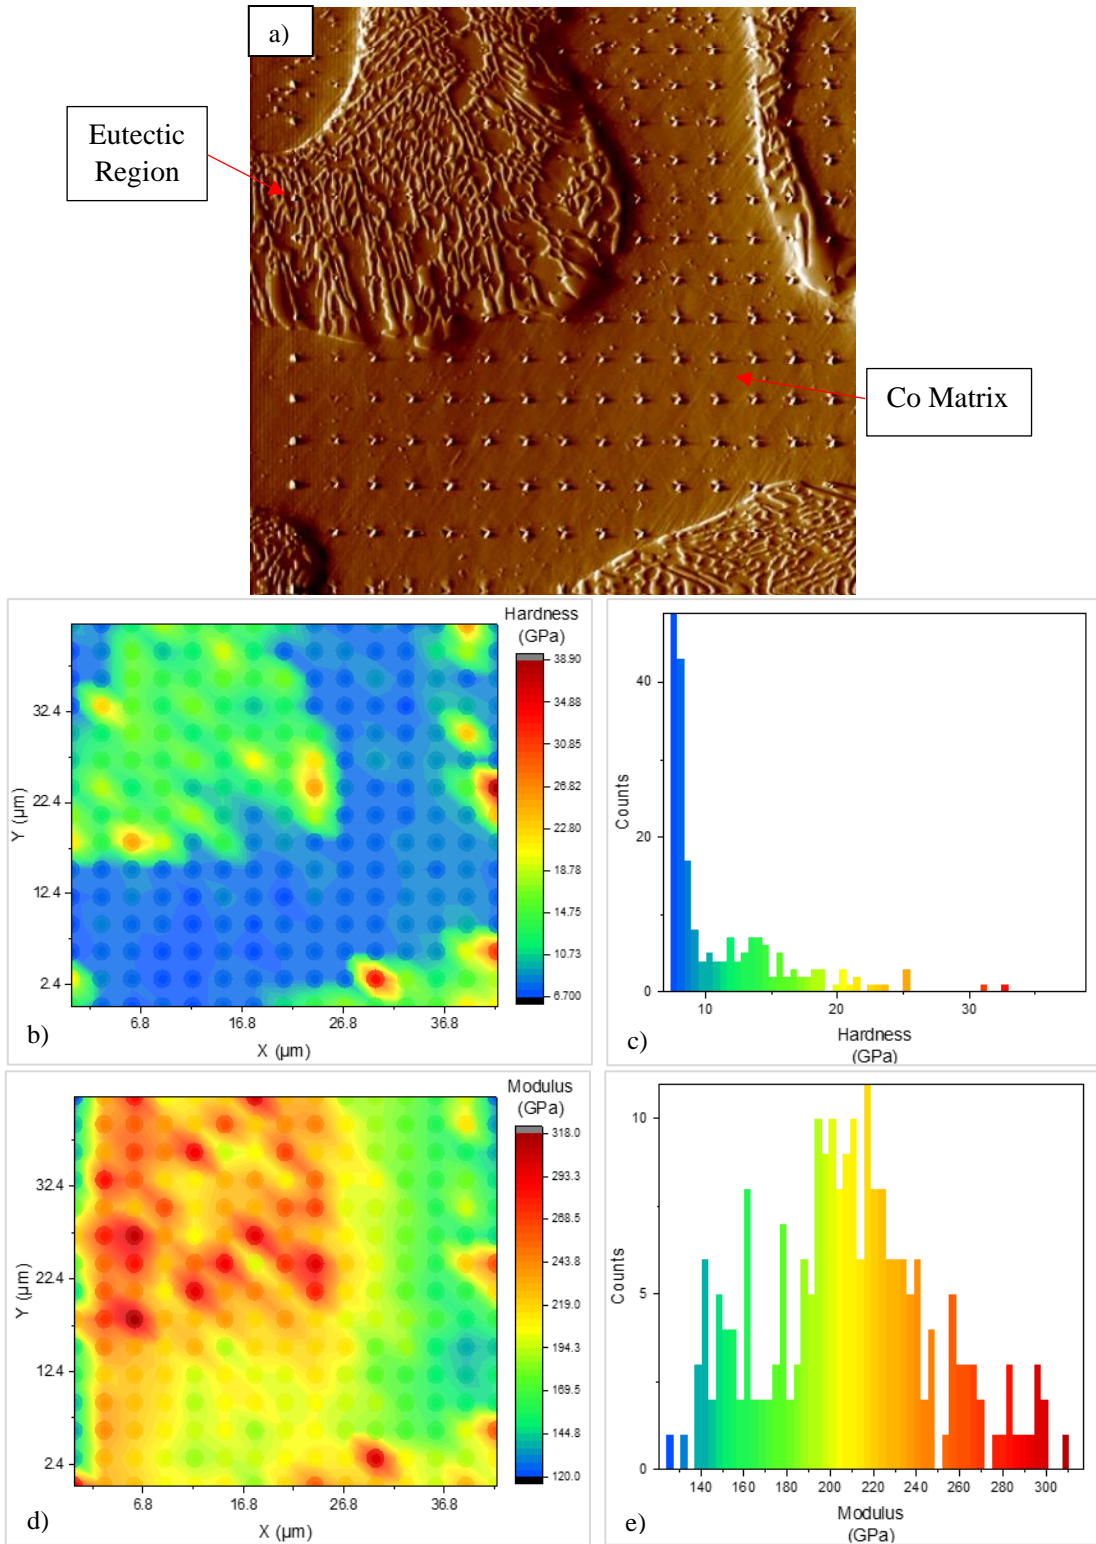 a)
Eutectic
Region
Co Matrix
Hardness
(GPa)
38.90
34.88
30.85
26.82
22.80
18.78
14.75
10.73
6.700
32.4
22.4
12.4
2.4
Y (µm)
6.8
16.8
26.8
36.8
X (µm)
b)
40
20
0
Counts
10
20
30
Hardness
(GPa)
c)
Modulus
(GPa)
318.0
293.3
268.5
243.8
219.0
194.3
169.5
144.8
120.0
32.4
22.4
12.4
2.4
Y (µm)
6.8
16.8
26.8
36.8
X (µm)
d)
10
5
0
Counts
140
160
180
200
220
240
260
280
300
Modulus
(GPa)
e)